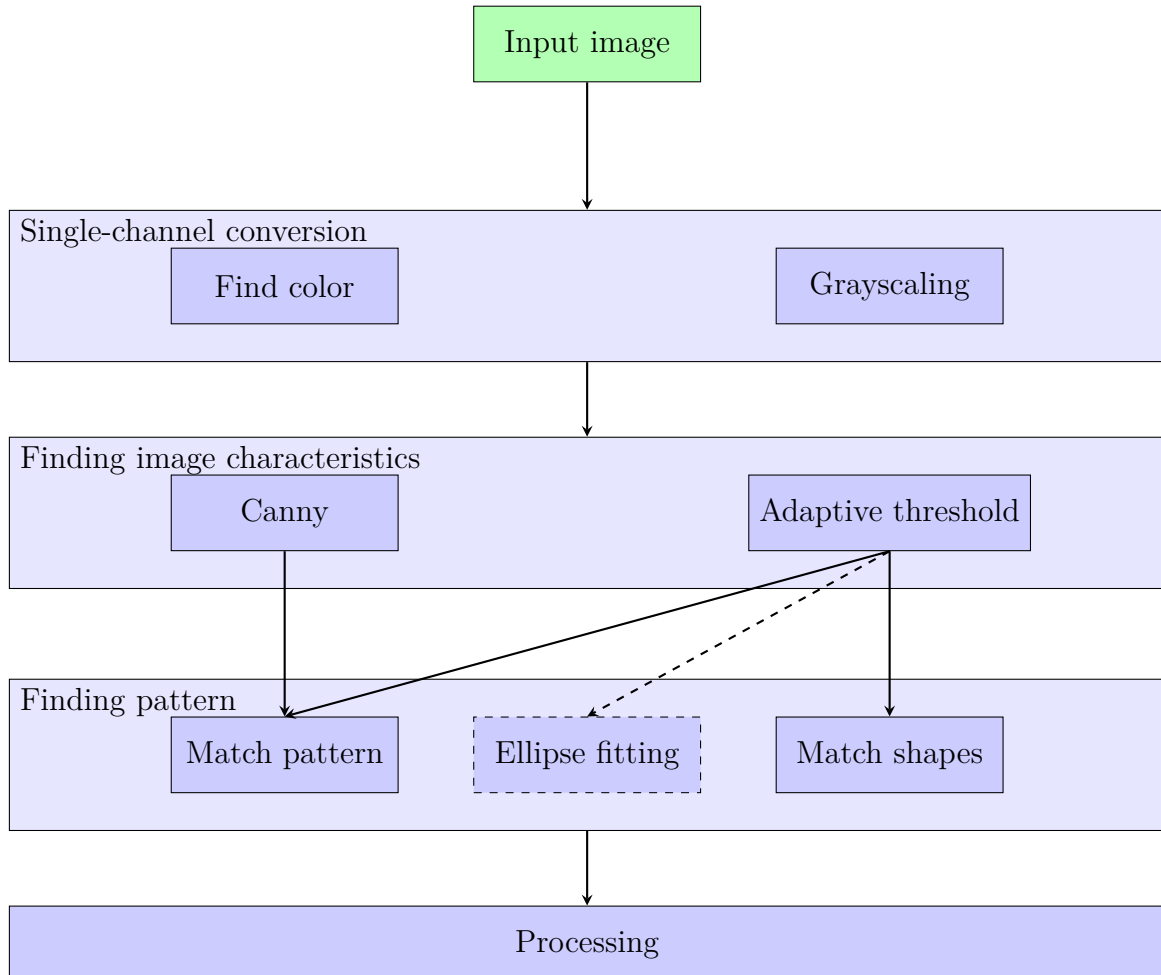 Input image
Single-channel conversion
Find color
Grayscaling
Finding image characteristics
Canny
Adaptive threshold
Finding pattern
Match pattern
Ellipse fitting
Match shapes
Processing